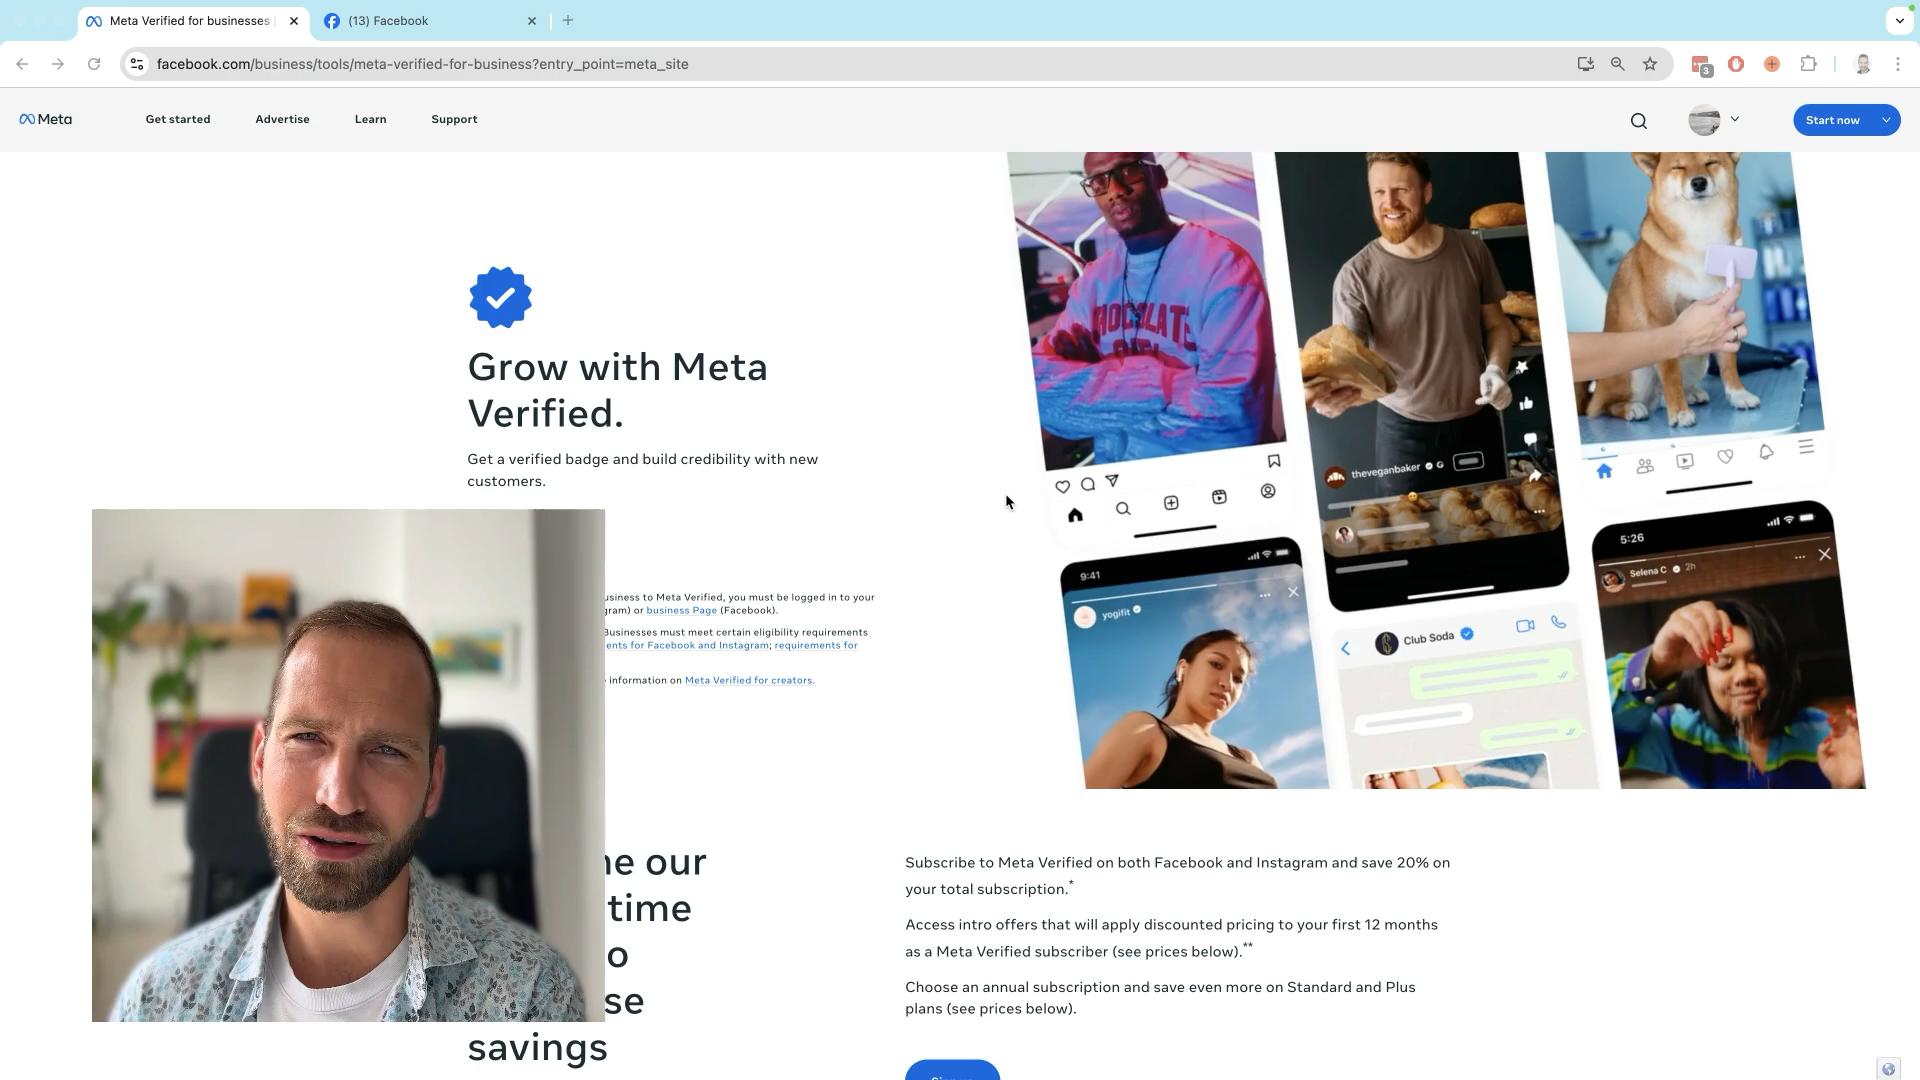 Meta Verified for businesses
(13) Facebook
facebook.com/business/tools/meta-verified-for-business?entry_point=meta_site
3
Meta
Get started
Advertise
Learn
Support
Start now
Grow with Meta
Verified.
Get a verified badge and build credibility with new
customers.
usiness to Meta Verified, you must be logged in to your
gram) or business Page (Facebook).
Businesses must meet certain eligibility requirements
ents for Facebook and Instagram; requirements for
information on Meta Verified for creators.
theveganbaker
9:41
yogifit
Club Soda
5:26
Selena C
2h
ne our
time
o
se
savings
Subscribe to Meta Verified on both Facebook and Instagram and save 20% on
your total subscription.*
Access intro offers that will apply discounted pricing to your first 12 months
as a Meta Verified subscriber (see prices below).**
Choose an annual subscription and save even more on Standard and Plus
plans (see prices below).